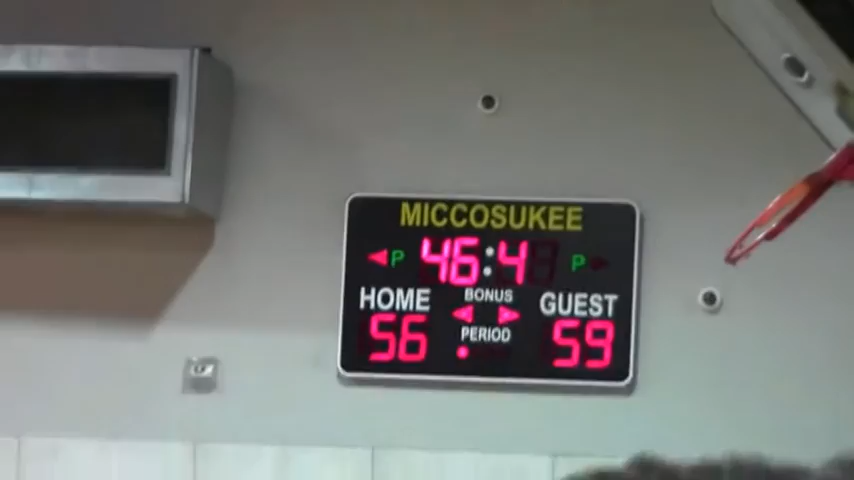 MICCOSUKEE
P 46:4 P
BONUS
HOME GUEST
PERIOD
56 59